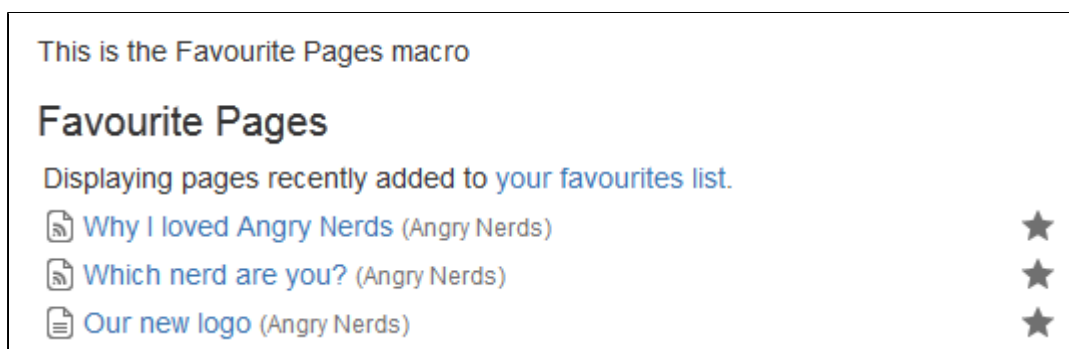 This is the Favourite Pages macro
Favourite Pages
Displaying pages recently added to your favourites list.
Why I loved Angry Nerds (Angry Nerds)
Which nerd are you? (Angry Nerds)
Our new logo (Angry Nerds)